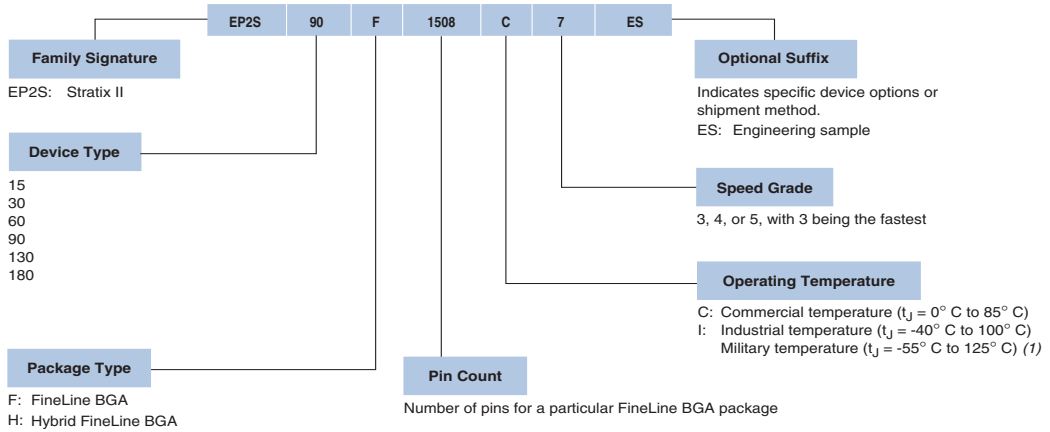 EP2S 90 F 1508 C 7 ES
Family Signature
EP2S: Stratix II
Optional Suffix
Indicates specific device options or
shipment method.
ES: Engineering sample
Device Type
15
30
60
90
130
180
Speed Grade
3, 4, or 5, with 3 being the fastest
Operating Temperature
C: Commercial temperature (tJ = 0° C to 85° C)
I: Industrial temperature (tJ = -40° C to 100° C)
Military temperature (tJ = -55° C to 125° C) (1)
Package Type
F: FineLine BGA
H: Hybrid FineLine BGA
Pin Count
Number of pins for a particular FineLine BGA package